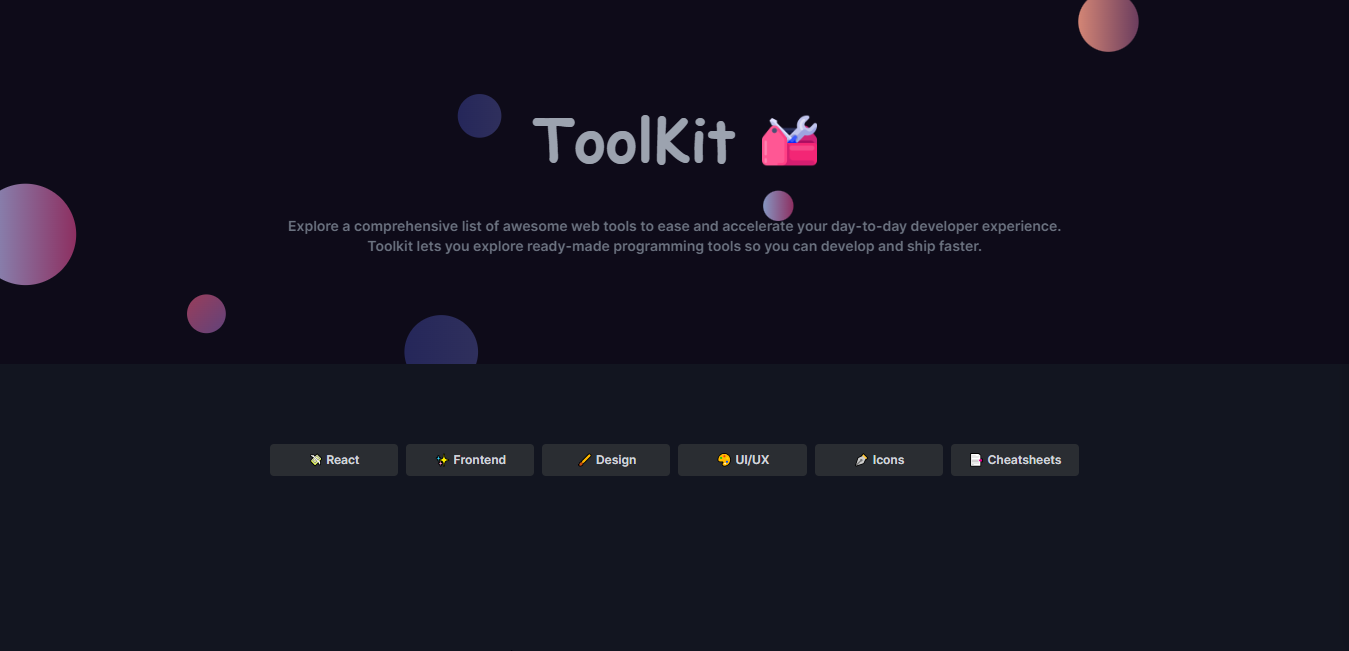 ToolKit
Explore a comprehensive list of awesome web tools to ease and accelerate your day-to-day developer experience.
Toolkit lets you explore ready-made programming tools so you can develop and ship faster.
React Frontend Design UI/UX Icons Cheatsheets